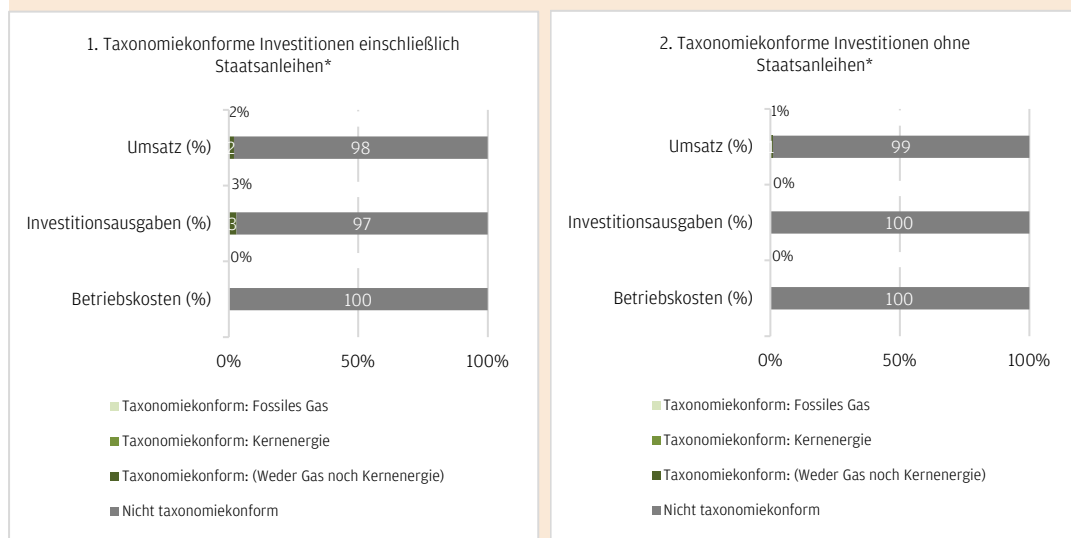 1. Taxonomiekonforme Investitionen einschließlich
Staatsanleihen*
2%
Umsatz (%)
2
98
3%
Investitionsausgaben (%)
3
97
0%
Betriebskosten (%)
100
0%
50%
100%
Taxonomiekonform: Fossiles Gas
Taxonomiekonform: Kernenergie
Taxonomiekonform: (Weder Gas noch Kernenergie)
Nicht taxonomiekonform
2. Taxonomiekonforme Investitionen ohne
Staatsanleihen*
1%
Umsatz (%)
1
99
0%
Investitionsausgaben (%)
100
0%
Betriebskosten (%)
100
0%
50%
100%
Taxonomiekonform: Fossiles Gas
Taxonomiekonform: Kernenergie
Taxonomiekonform: (Weder Gas noch Kernenergie)
Nicht taxonomiekonform